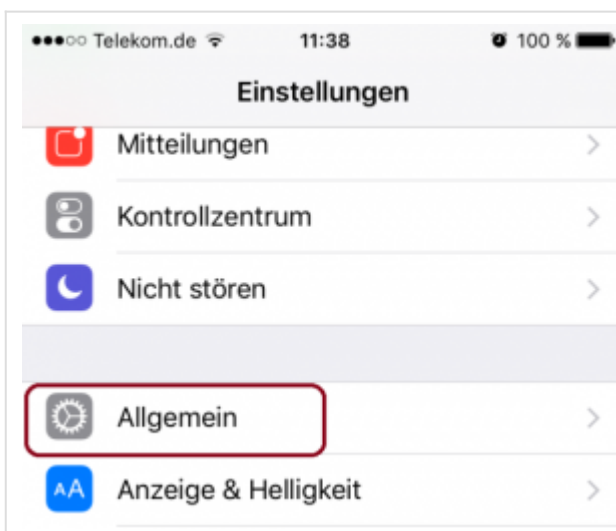 Telekom.de 11:38 100 %
Einstellungen
Mitteilungen
Kontrollzentrum
Nicht stören
Allgemein
AA Anzeige & Helligkeit